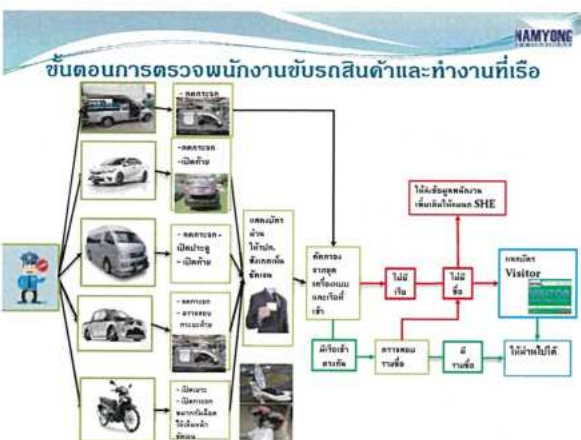 NAMYONG
ขั้นตอนการตรวจพนักงานขับรถสินค้าและทำงานที่เรือ
- ลดกระจก
- ลดกระจก
- เปิดท้าย
- ลดกระจก -
เปิดประตู
- เปิดท้าย
- ลดกระจก
- ตรวจสอบ
กระบะท้าย
- เปิดเบาะ
- เปิดกระจก
หมวกกันน็อค
ให้เห็นหน้า
ชัดเจน
แสดงบัตร
ผ่าน
ให้รปภ.
สังเกตเห็น
ชัดเจน
คัดกรอง
จากชุด
เครื่องแบบ
และเรือที่
เข้า
ไม่มี
เรือ
ไม่มี
ชื่อ
ให้ส่งข้อมูลพนักงาน
เพิ่มเติมให้แผนก SHE
แลกบัตร
Visitor
VISITOR
มีเรือเข้า
ตรงกัน
ตรวจสอบ
รายชื่อ
มี
รายชื่อ
ให้ผ่านไปได้